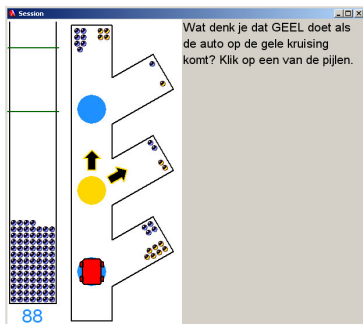 Session
Wat denk je dat GEEL doet als
de auto op de gele kruising
komt? Klik op een van de pijlen.
88